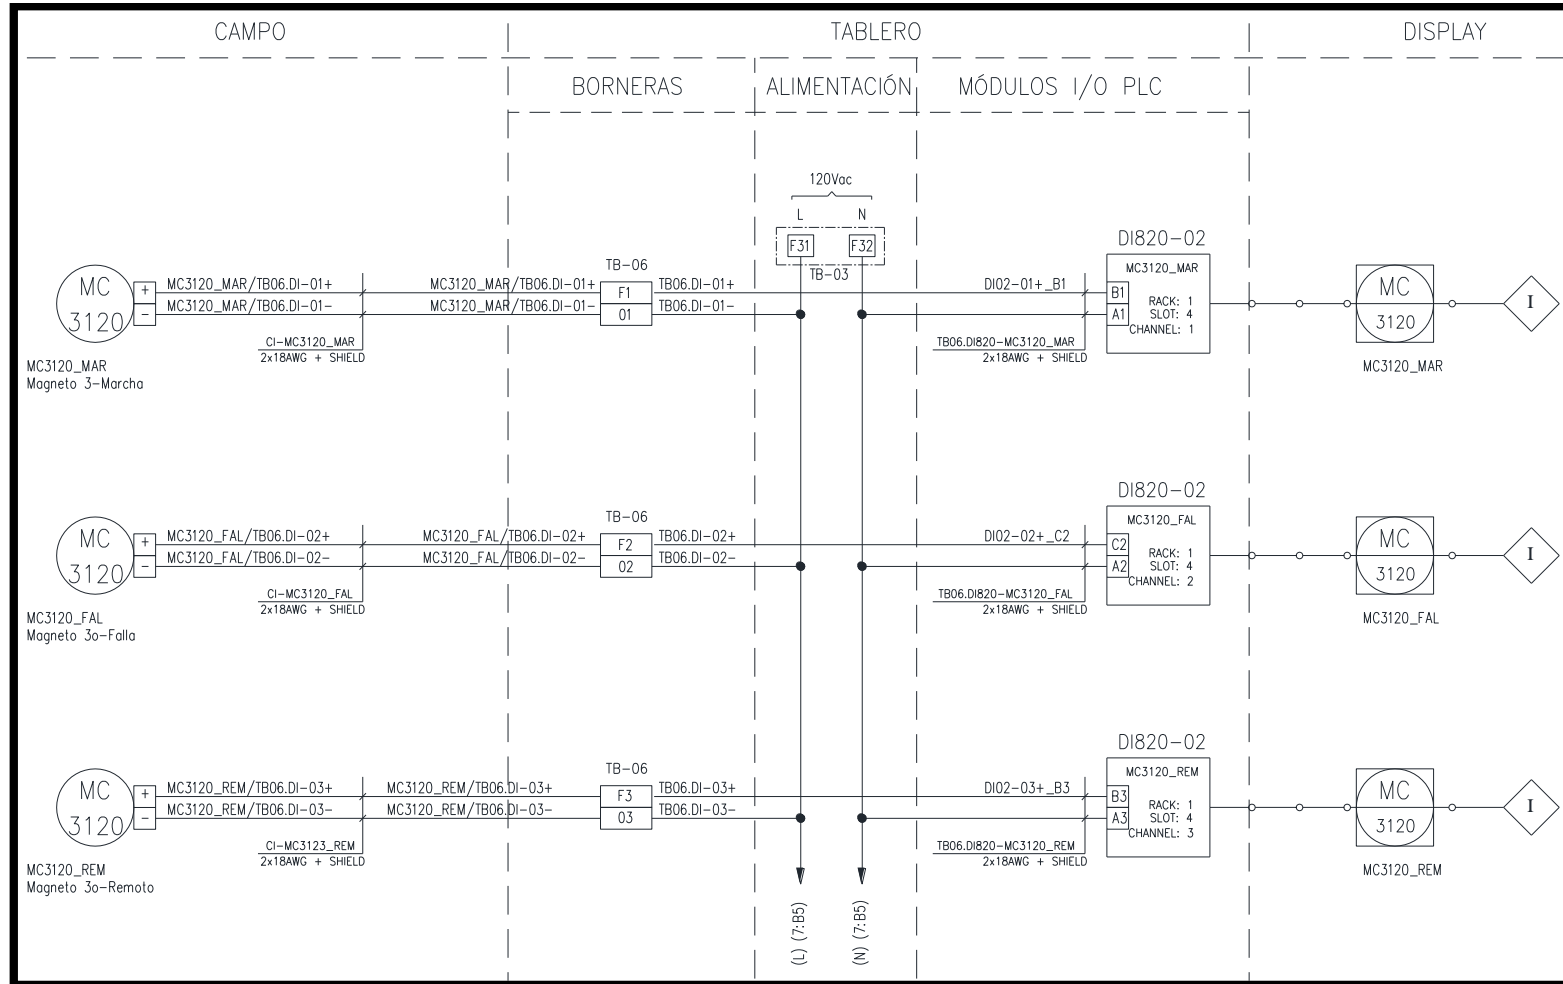 CAMPO
TABLERO
DISPLAY
BORNERAS
ALIMENTACIÓN
MÓDULOS I/O PLC
120Vac
L
N
F31
F32
TB-03
MC
3120
+
-
MC3120_MAR/TB06.DI-01+
MC3120_MAR/TB06.DI-01-
CI-MC3120_MAR
2x18AWG + SHIELD
MC3120_MAR
Magneto 3-Marcha
MC3120_MAR/TB06.DI-01+
MC3120_MAR/TB06.DI-01-
TB-06
F1
01
TB06.DI-01+
TB06.DI-01-
DI02-01+_B1
TB06.DI820-MC3120_MAR
2x18AWG + SHIELD
DI820-02
MC3120_MAR
B1
A1
RACK: 1
SLOT: 4
CHANNEL: 1
MC
3120
MC3120_MAR
I
MC
3120
+
-
MC3120_FAL/TB06.DI-02+
MC3120_FAL/TB06.DI-02-
CI-MC3120_FAL
2x18AWG + SHIELD
MC3120_FAL
Magneto 3o-Falla
MC3120_FAL/TB06.DI-02+
MC3120_FAL/TB06.DI-02-
TB-06
F2
02
TB06.DI-02+
TB06.DI-02-
DI02-02+_C2
TB06.DI820-MC3120_FAL
2x18AWG + SHIELD
DI820-02
MC3120_FAL
C2
A2
RACK: 1
SLOT: 4
CHANNEL: 2
MC
3120
MC3120_FAL
I
MC
3120
+
-
MC3120_REM/TB06.DI-03+
MC3120_REM/TB06.DI-03-
CI-MC3123_REM
2x18AWG + SHIELD
MC3120_REM
Magneto 3o-Remoto
MC3120_REM/TB06.DI-03+
MC3120_REM/TB06.DI-03-
TB-06
F3
03
TB06.DI-03+
TB06.DI-03-
DI02-03+_B3
TB06.DI820-MC3120_REM
2x18AWG + SHIELD
DI820-02
MC3120_REM
B3
A3
RACK: 1
SLOT: 4
CHANNEL: 3
MC
3120
MC3120_REM
I
(L) (7:B5)
(N) (7:B5)